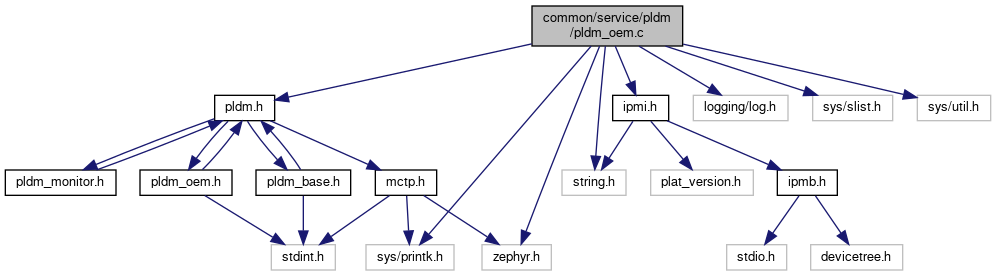 common/service/pldm
/pldm_oem.c
pldm.h
ipmi.h
logging/log.h
sys/slist.h
sys/util.h
pldm_monitor.h
pldm_oem.h
pldm_base.h
mctp.h
string.h
plat_version.h
ipmb.h
stdint.h
sys/printk.h
zephyr.h
stdio.h
devicetree.h